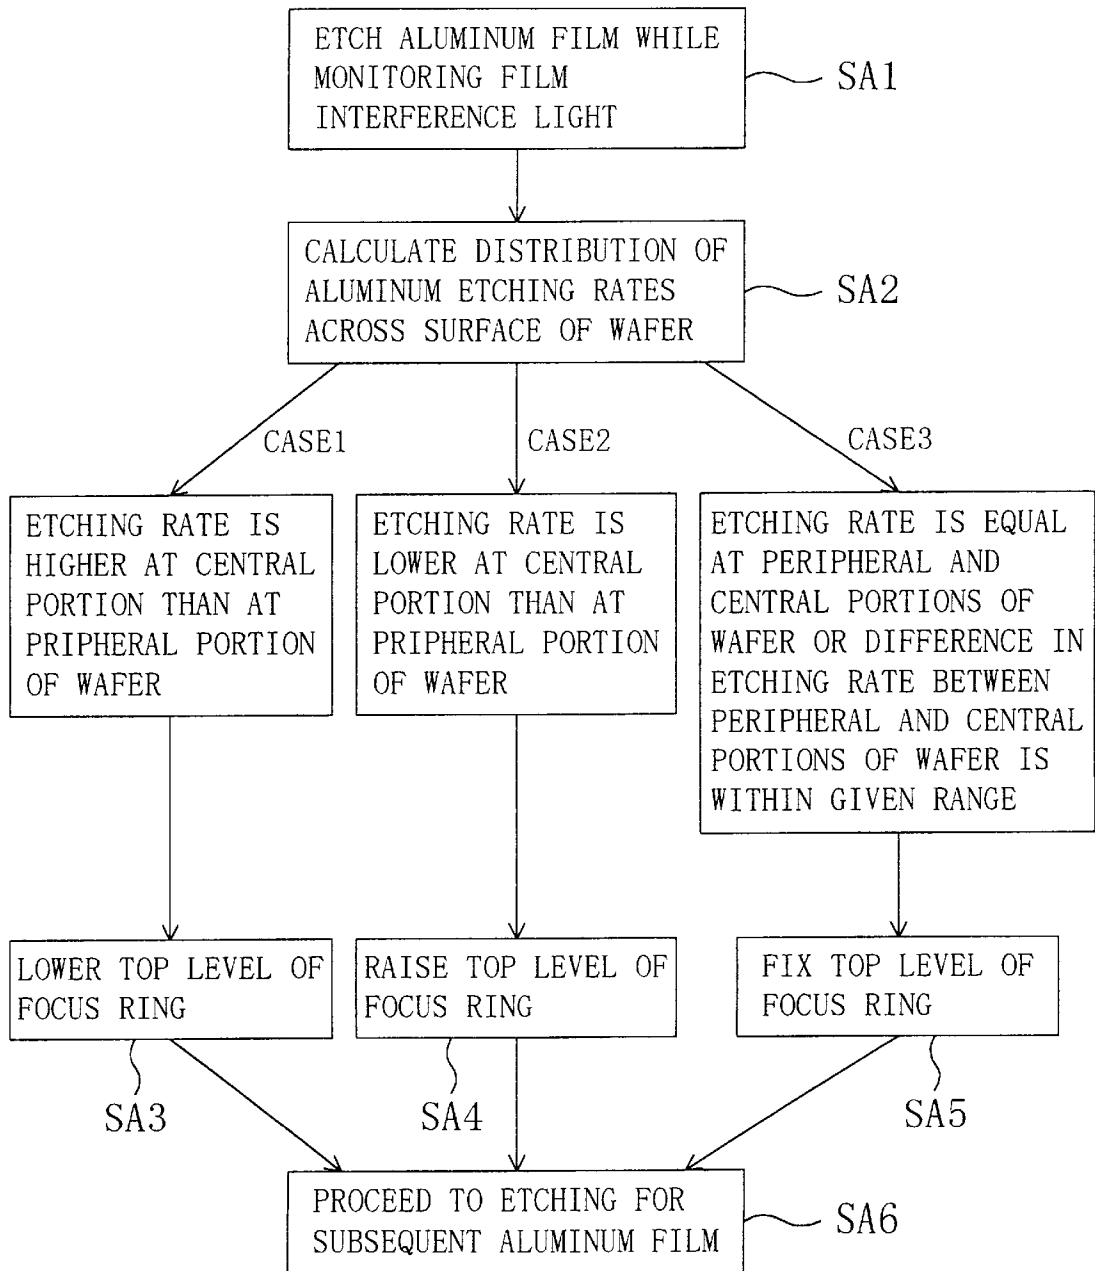 ETCH ALUMINUM FILM WHILE
MONITORING FILM
INTERFERENCE LIGHT
SA1
CALCULATE DISTRIBUTION OF
ALUMINUM ETCHING RATES
ACROSS SURFACE OF WAFER
SA2
CASE1
CASE2
CASE3
ETCHING RATE IS
HIGHER AT CENTRAL
PORTION THAN AT
PRIPHERAL PORTION
OF WAFER
ETCHING RATE IS
LOWER AT CENTRAL
PORTION THAN AT
PRIPHERAL PORTION
OF WAFER
ETCHING RATE IS EQUAL
AT PERIPHERAL AND
CENTRAL PORTIONS OF
WAFER OR DIFFERENCE IN
ETCHING RATE BETWEEN
PERIPHERAL AND CENTRAL
PORTIONS OF WAFER IS
WITHIN GIVEN RANGE
LOWER TOP LEVEL OF
FOCUS RING
SA3
RAISE TOP LEVEL OF
FOCUS RING
SA4
FIX TOP LEVEL OF
FOCUS RING
SA5
PROCEED TO ETCHING FOR
SUBSEQUENT ALUMINUM FILM
SA6